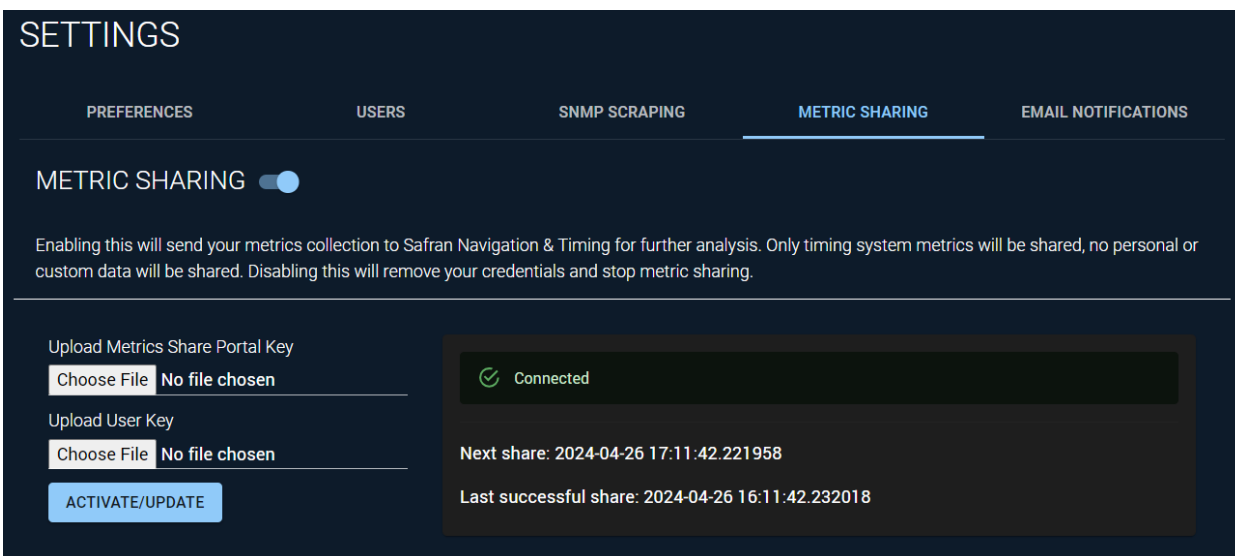 SETTINGS
PREFERENCES USERS SNMP SCRAPING METRIC SHARING EMAIL NOTIFICATIONS
METRIC SHARING
Enabling this will send your metrics collection to Safran Navigation & Timing for further analysis. Only timing system metrics will be shared, no personal or
custom data will be shared. Disabling this will remove your credentials and stop metric sharing.
Upload Metrics Share Portal Key
Choose File No file chosen
Upload User Key
Choose File No file chosen
ACTIVATE/UPDATE
Connected
Next share: 2024-04-26 17:11:42.221958
Last successful share: 2024-04-26 16:11:42.232018